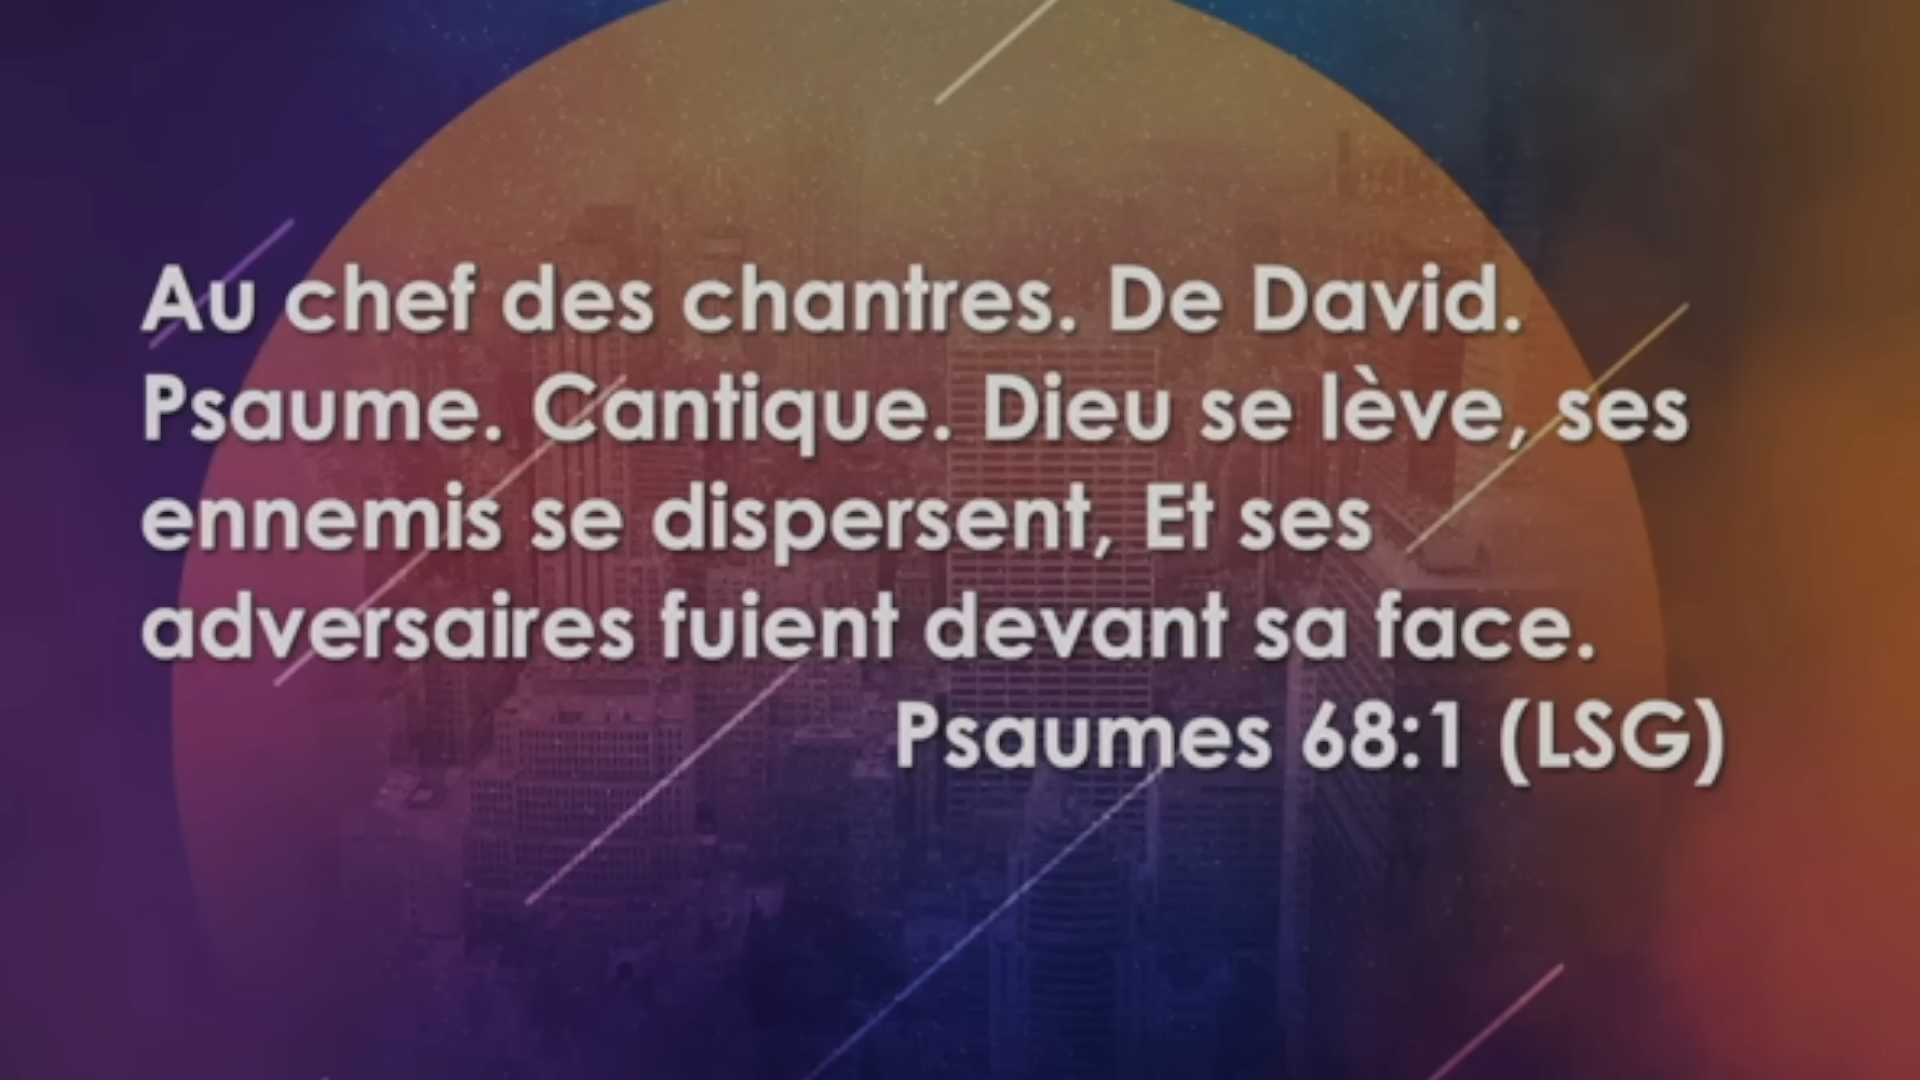 Au chef des chantres. De David.
Psaume. Cantique. Dieu se lève, ses
ennemis se dispersent, Et ses
adversaires fuient devant sa face.
Psaumes 68:1 (LSG)